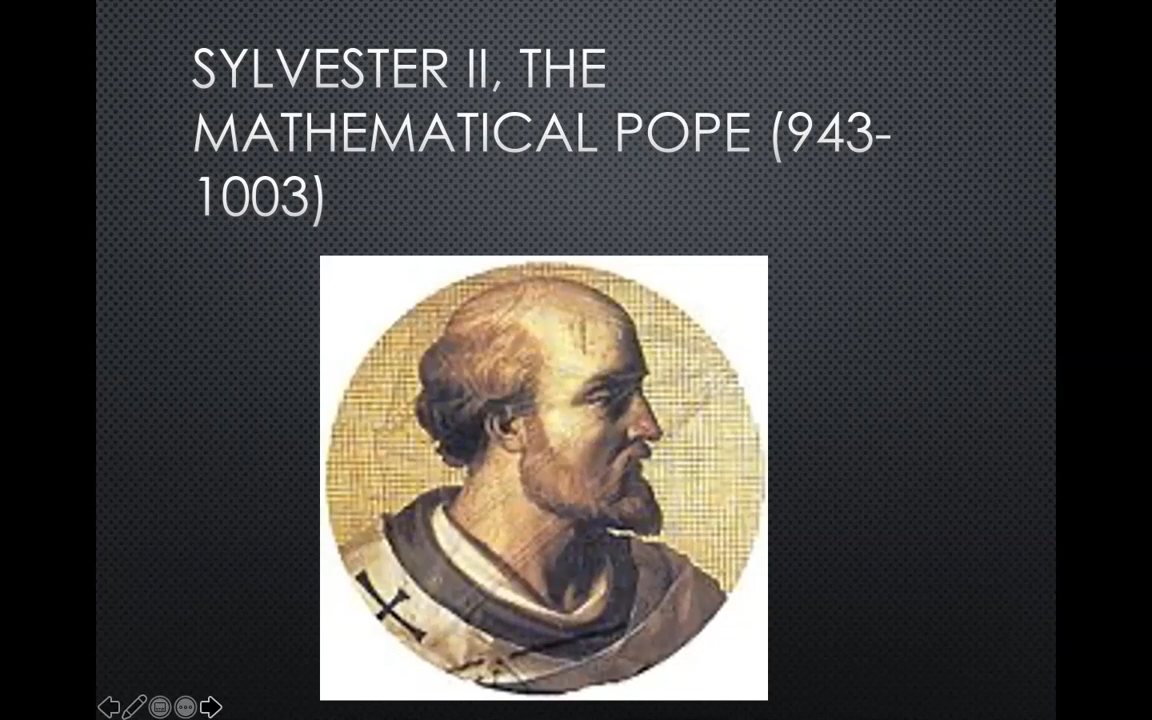 SYLVESTER II, THE
MATHEMATICAL POPE (943-
1003)